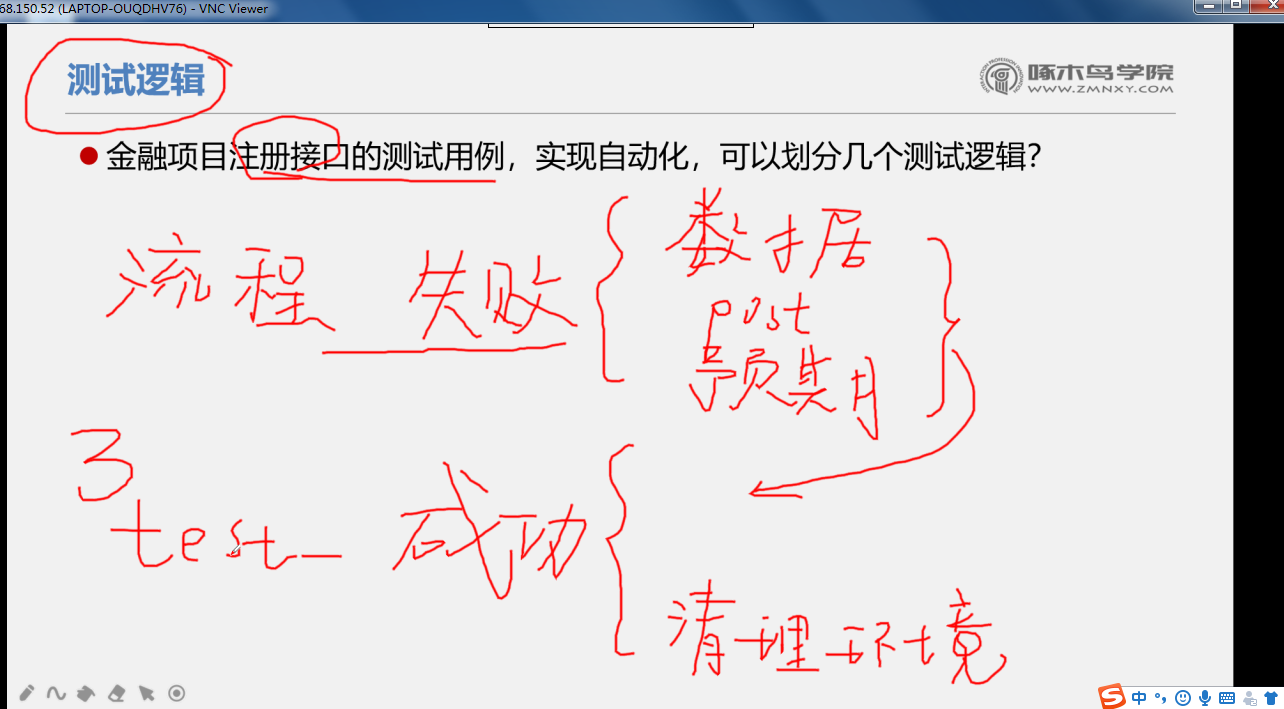 68.150.52 (LAPTOP-OUQDHV76) - VNC Viewer
测试逻辑
啄木鸟学院
WWW.ZMNXY.COM
金融项目注册接口的测试用例，实现自动化，可以划分几个测试逻辑？
流程 失败
数据
post
预期
3
test_ 成功
清理环境
中